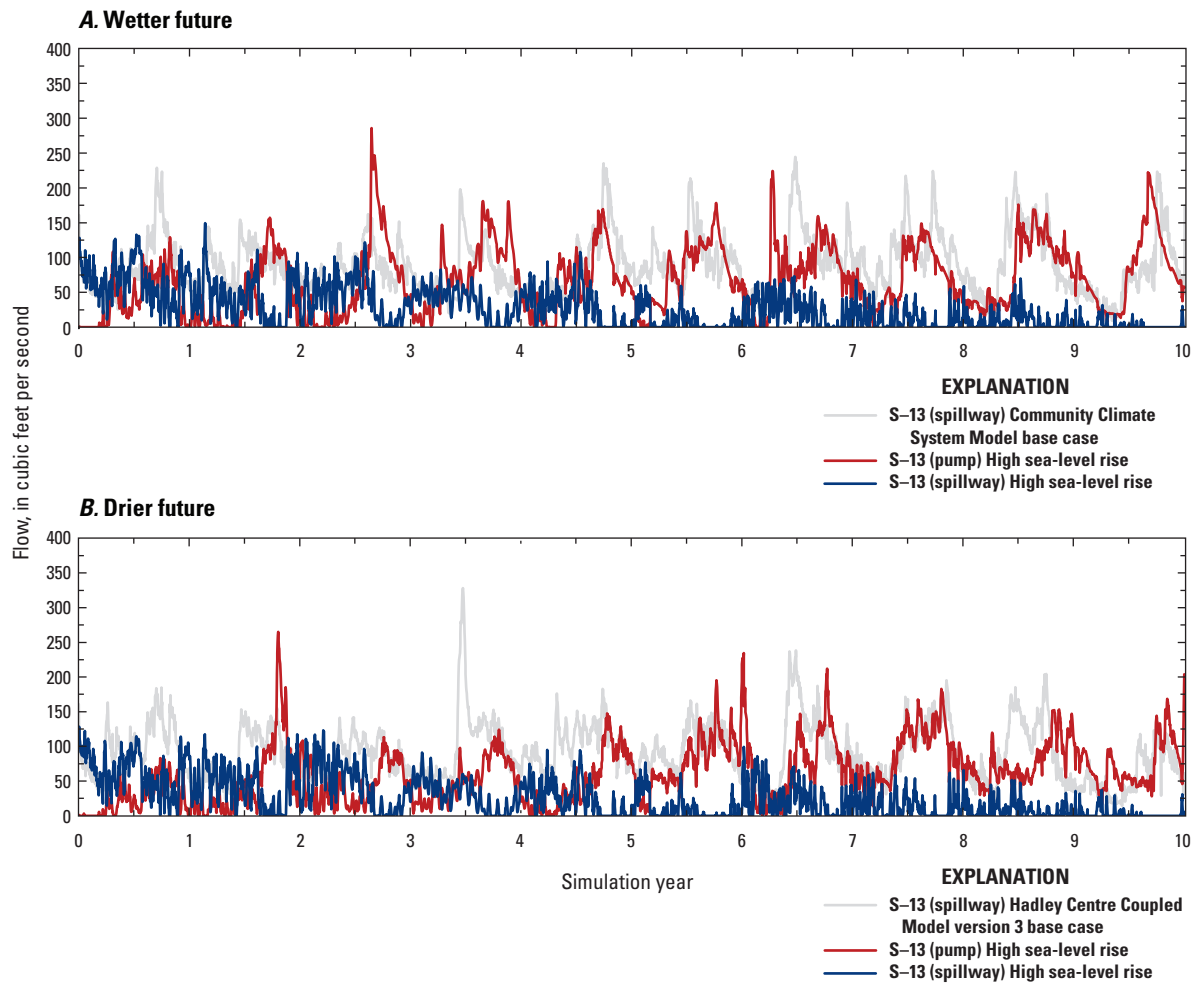 A. Wetter future
400
350
300
250
200
150
100
50
0
0 1 2 3 4 5 6 7 8 9 10
EXPLANATION
S–13 (spillway) Community Climate
System Model base case
S–13 (pump) High sea-level rise
S–13 (spillway) High sea-level rise
Flow, in cubic feet per second
B. Drier future
400
350
300
250
200
150
100
50
0
0 1 2 3 4 5 6 7 8 9 10
Simulation year
EXPLANATION
S–13 (spillway) Hadley Centre Coupled
Model version 3 base case
S–13 (pump) High sea-level rise
S–13 (spillway) High sea-level rise